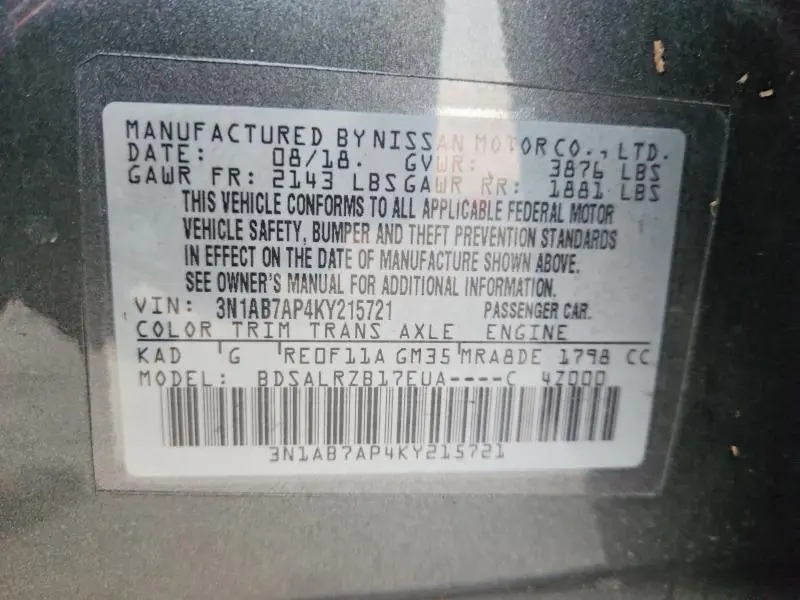 MANUFACTURED BY NISSAN MOTOR CO., LTD.
DATE: 08/18. GVWR: 3876 LBS
GAWR FR: 2143 LBS GAWR RR: 1881 LBS
THIS VEHICLE CONFORMS TO ALL APPLICABLE FEDERAL MOTOR
VEHICLE SAFETY, BUMPER AND THEFT PREVENTION STANDARDS
IN EFFECT ON THE DATE OF MANUFACTURE SHOWN ABOVE.
SEE OWNER'S MANUAL FOR ADDITIONAL INFORMATION.
VIN: 3N1AB7AP4KY215721 PASSENGER CAR.
COLOR TRIM TRANS AXLE ENGINE
KAD G RE0F11A GM35 MRA8DE 1798 CC
MODEL: BDSALRZB17EUA----C 4Z000
3N1AB7AP4KY215721